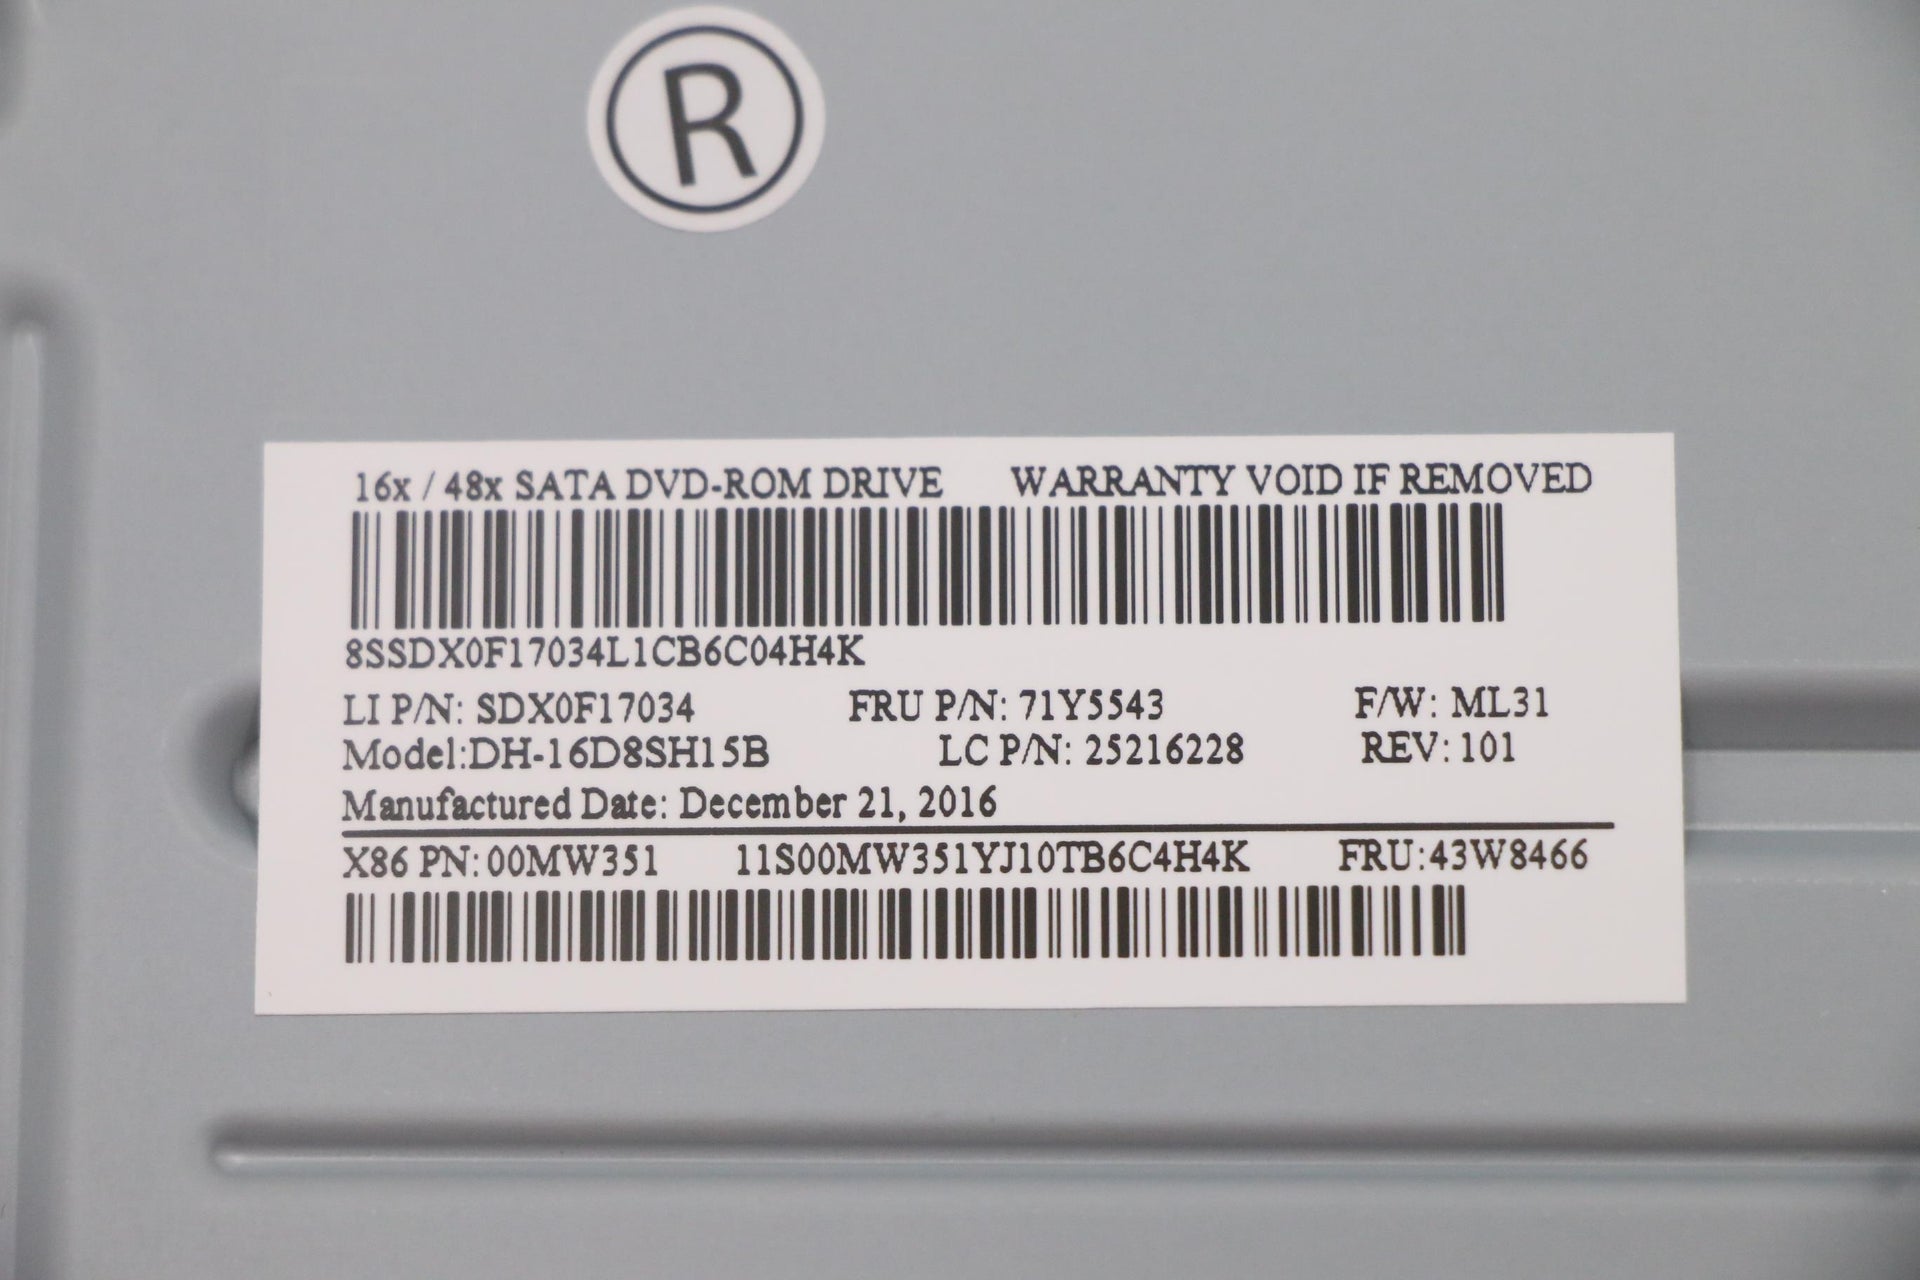 R
16x / 48x SATA DVD-ROM DRIVE WARRANTY VOID IF REMOVED
8SSDX0F17034L1CB6C04H4K
LI P/N: SDX0F17034 FRU P/N: 71Y5543 F/W: ML31
Model:DH-16D8SH15B LC P/N: 25216228 REV: 101
Manufactured Date: December 21, 2016
X86 PN: 00MW351 11S00MW351YJ10TB6C4H4K FRU:43W8466